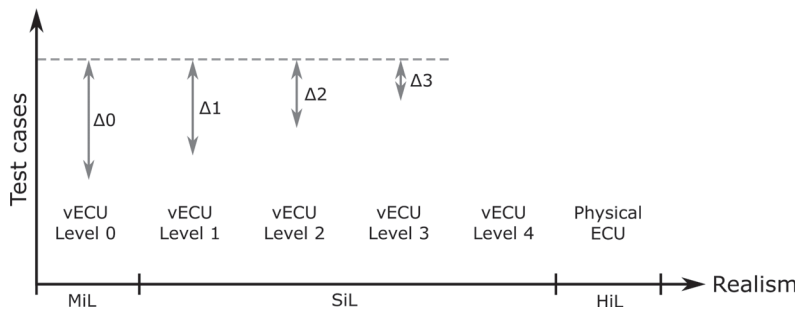 Test cases
Δ0
Δ1
Δ2
Δ3
vECU
Level 0
vECU
Level 1
vECU
Level 2
vECU
Level 3
vECU
Level 4
Physical
ECU
MiL
SiL
HiL
Realism